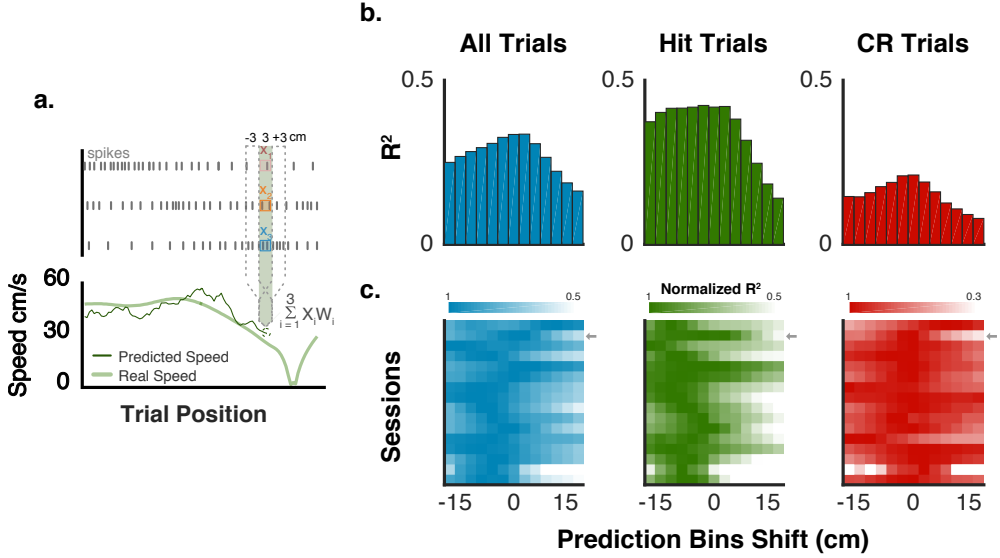 b.
All Trials
Hit Trials
CR Trials
a.
0.5
0.5
0.5
R²
0
0
0
-3 3 +3 cm
spikes
X
X
X
Speed cm/s
60
30
0
3
Σ XiWi
i = 1
Predicted Speed
Real Speed
Trial Position
c.
1
0.5
Normalized R²
1
0.5
1
0.3
←
←
Sessions
-15 0 15
-15 0 15
-15 0 15
Prediction Bins Shift (cm)